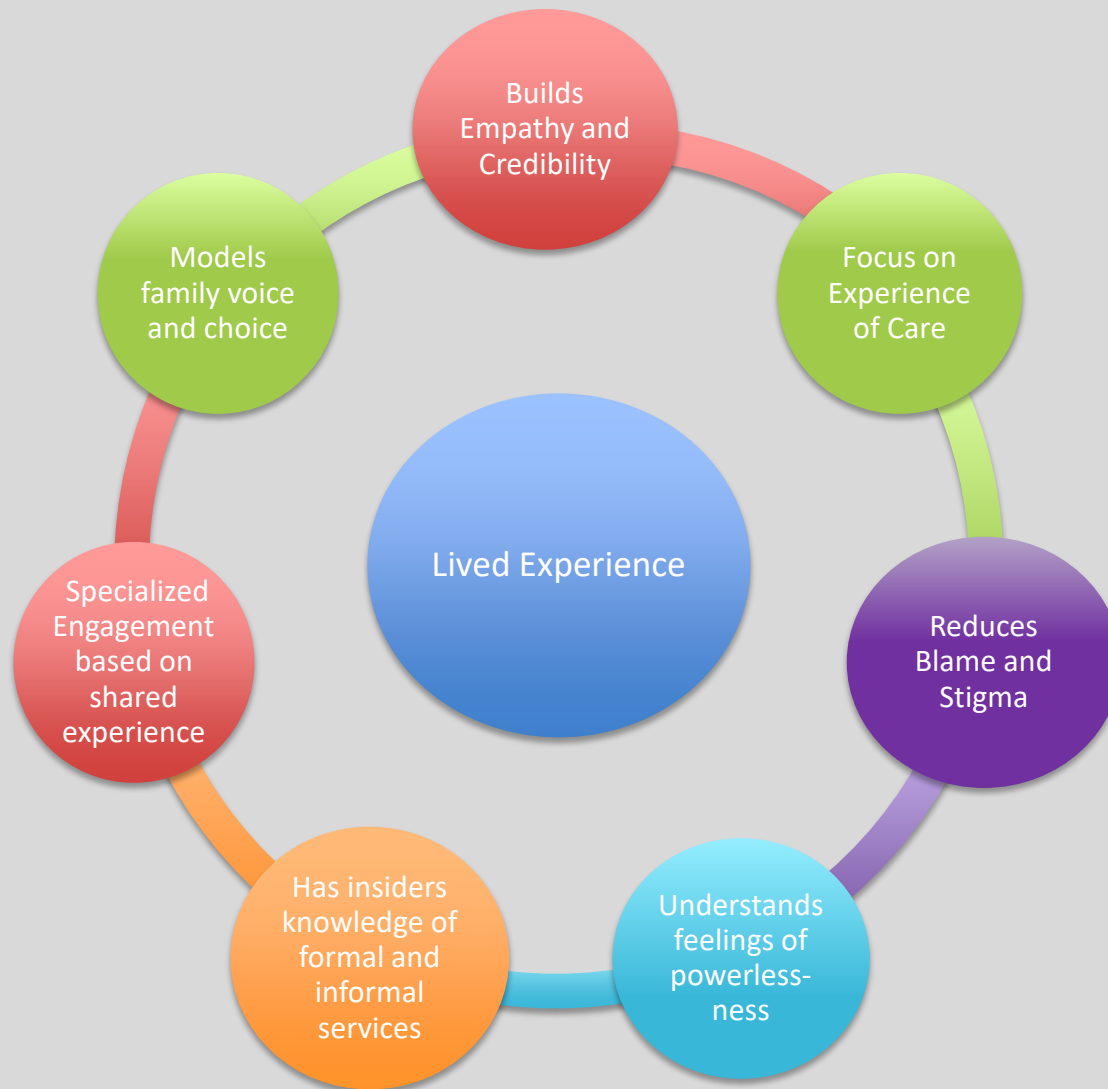 Builds
Empathy and
Credibility
Focus on
Experience
of Care
Reduces
Blame and
Stigma
Understands
feelings of
powerless-
ness
Has insiders
knowledge of
formal and
informal
services
Specialized
Engagement
based on
shared
experience
Models
family voice
and choice
Lived Experience